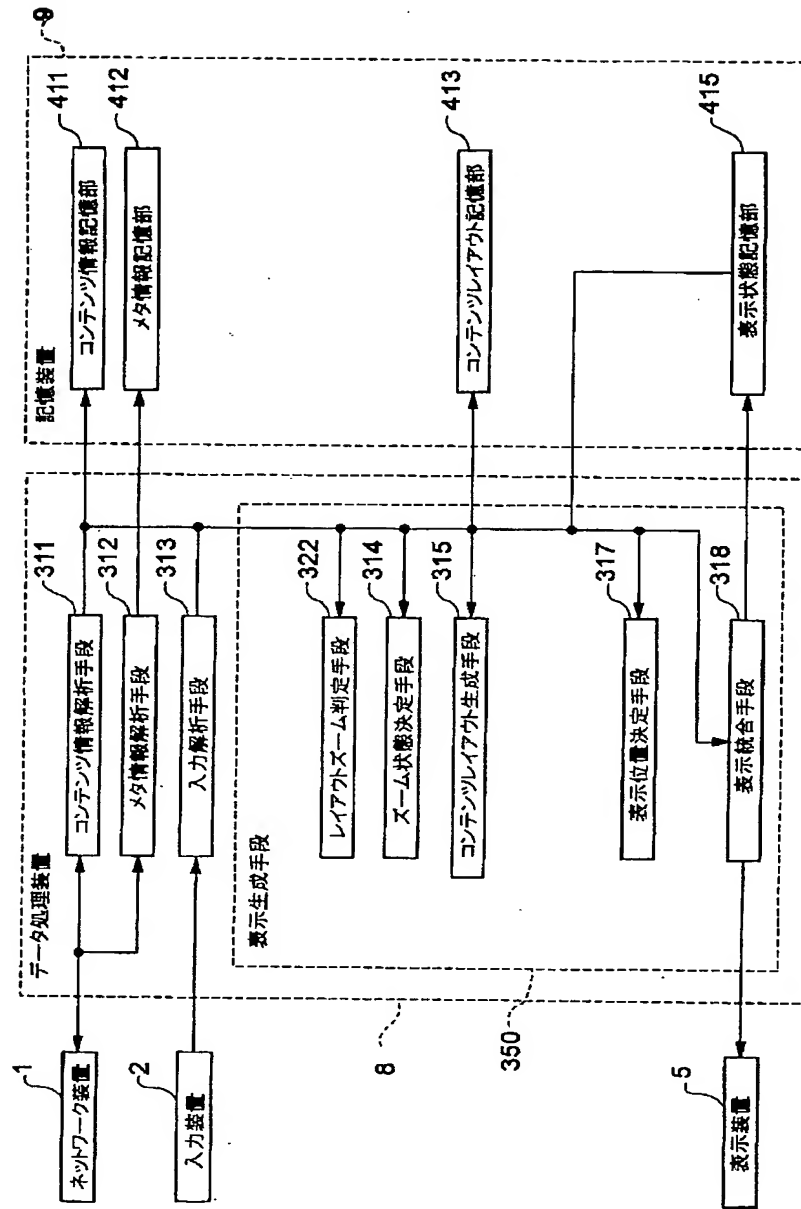 ネットワーク装置
1
入力装置
2
表示装置
5
データ処理装置
8
コンテンツ情報解析手段
311
メタ情報解析手段
312
入力解析手段
313
表示生成手段
350
レイアウトズーム判定手段
322
ズーム状態決定手段
314
コンテンツレイアウト生成手段
315
表示位置決定手段
317
表示統合手段
318
記憶装置
9
コンテンツ情報記憶部
411
メタ情報記憶部
412
コンテンツレイアウト記憶部
413
表示状態記憶部
415